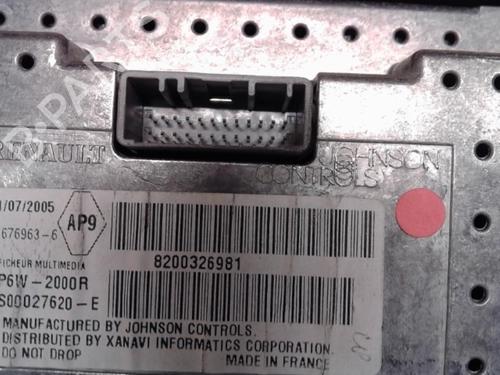 RENAULT
JOHNSON
CONTROLS
/07/2005
AP9
676963-6
FICHEUR MULTIMEDIA
8200326981
P6W-2000R
S00027620-E
MANUFACTURED BY JOHNSON CONTROLS.
DISTRIBUTED BY XANAVI INFORMATICS CORPORATION.
DO NOT DROP
MADE IN FRANCE